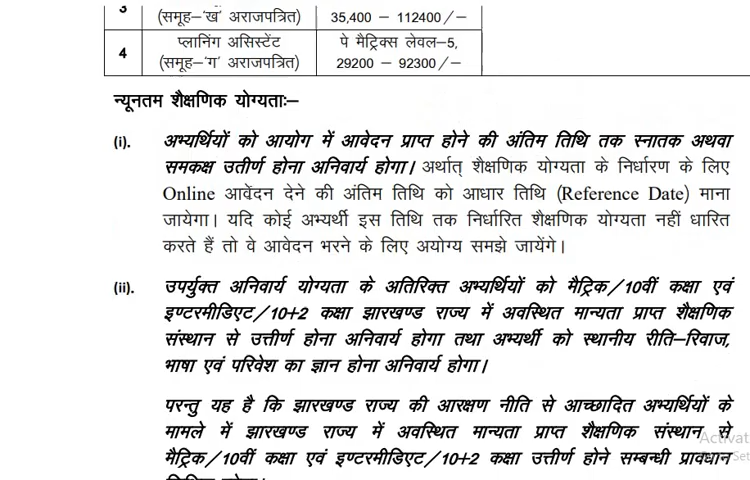 3
(समूह–'ख' अराजपत्रित) 35,400 – 112400/–
4 प्लानिंग असिस्टेंट पे मैट्रिक्स लेवल–5,
(समूह–'ग' अराजपत्रित) 29200 – 92300/–
न्यूनतम शैक्षणिक योग्यताः–
(i). अभ्यर्थियों को आयोग में आवेदन प्राप्त होने की अंतिम तिथि तक स्नातक अथवा
समकक्ष उतीर्ण होना अनिवार्य होगा। अर्थात् शैक्षणिक योग्यता के निर्धारण के लिए
Online आवेंदन देने की अंतिम तिथि को आधार तिथि (Reference Date) माना
जायेगा। यदि कोई अभ्यर्थी इस तिथि तक निर्धारित शैक्षणिक योग्यता नहीं धारित
करते हैं तो वे आवेदन भरने के लिए अयोग्य समझे जायेंगे।
(ii). उपर्युक्त अनिवार्य योग्यता के अतिरिक्त अभ्यर्थियों को मैट्रिक/10वीं कक्षा एवं
इण्टरमीडिएट/10+2 कक्षा झारखण्ड राज्य में अवस्थित मान्यता प्राप्त शैक्षणिक
संस्थान से उत्तीर्ण होना अनिवार्य होगा तथा अभ्यर्थी को स्थानीय रीति–रिवाज,
भाषा एवं परिवेश का ज्ञान होना अनिवार्य होगा।
परन्तु यह है कि झारखण्ड राज्य की आरक्षण नीति से आच्छादित अभ्यर्थियों के
मामले में झारखण्ड राज्य में अवस्थित मान्यता प्राप्त शैक्षणिक संस्थान से
मैट्रिक/10वीं कक्षा एवं इण्टरमीडिएट/10+2 कक्षा उत्तीर्ण होने सम्बन्धी प्रावधान
Activat